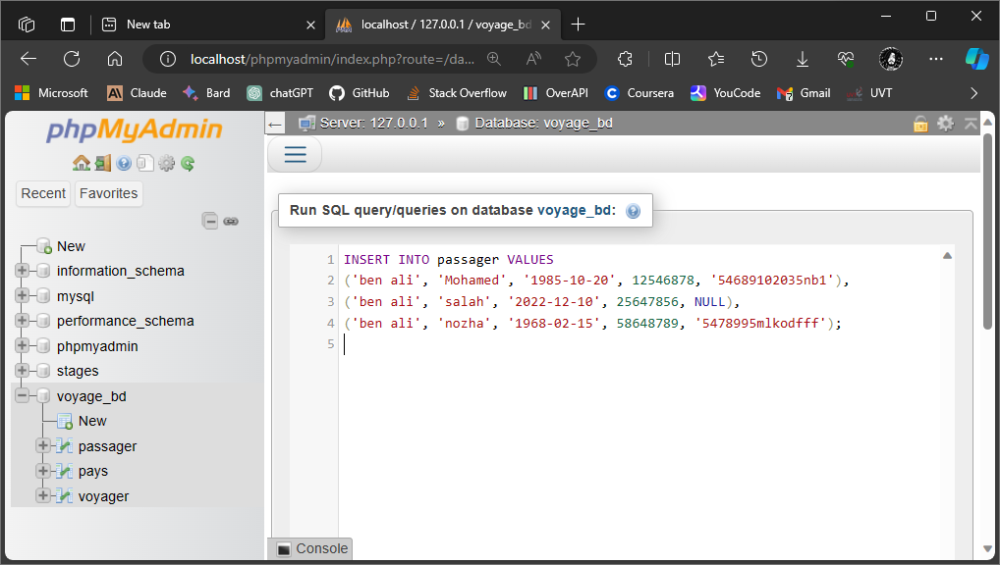 New tab
localhost / 127.0.0.1 / voyage_bd
localhost/phpmyadmin/index.php?route=/da...
Microsoft
Claude
Bard
chatGPT
GitHub
Stack Overflow
OverAPI
Coursera
YouCode
Gmail
UVT
phpMyAdmin
Recent
Favorites
New
information_schema
mysql
performance_schema
phpmyadmin
stages
voyage_bd
New
passager
pays
voyager
Server: 127.0.0.1 » Database: voyage_bd
Run SQL query/queries on database voyage_bd:
1 INSERT INTO passager VALUES
2 ('ben ali', 'Mohamed', '1985-10-20', 12546878, '54689102035nb1'),
3 ('ben ali', 'salah', '2022-12-10', 25647856, NULL),
4 ('ben ali', 'nozha', '1968-02-15', 58648789, '5478995mlkodfff');
5
Console